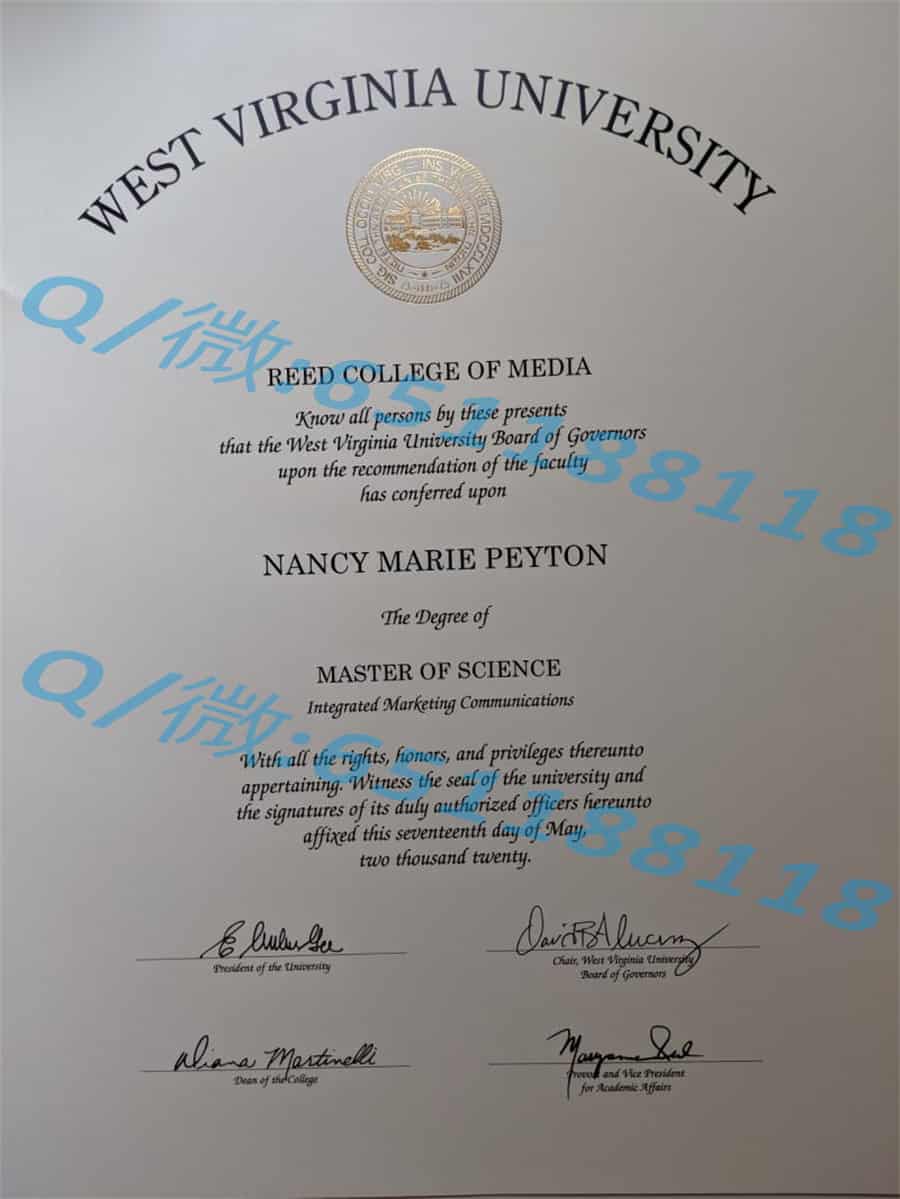 WEST VIRGINIA UNIVERSITY
REED COLLEGE OF MEDIA
Know all persons by these presents
that the West Virginia University Board of Governors
upon the recommendation of the faculty
has conferred upon
NANCY MARIE PEYTON
The Degree of
MASTER OF SCIENCE
Integrated Marketing Communications
With all the rights, honors, and privileges thereunto
appertaining. Witness the seal of the university and
the signatures of its duly authorized officers hereunto
affixed this seventeenth day of May,
two thousand twenty.
President of the University
Chair, West Virginia University
Board of Governors
Diana Martinelli
Dean of the College
Provost and Vice President
for Academic Affairs
Q/微:651188118
Q/微:651188118